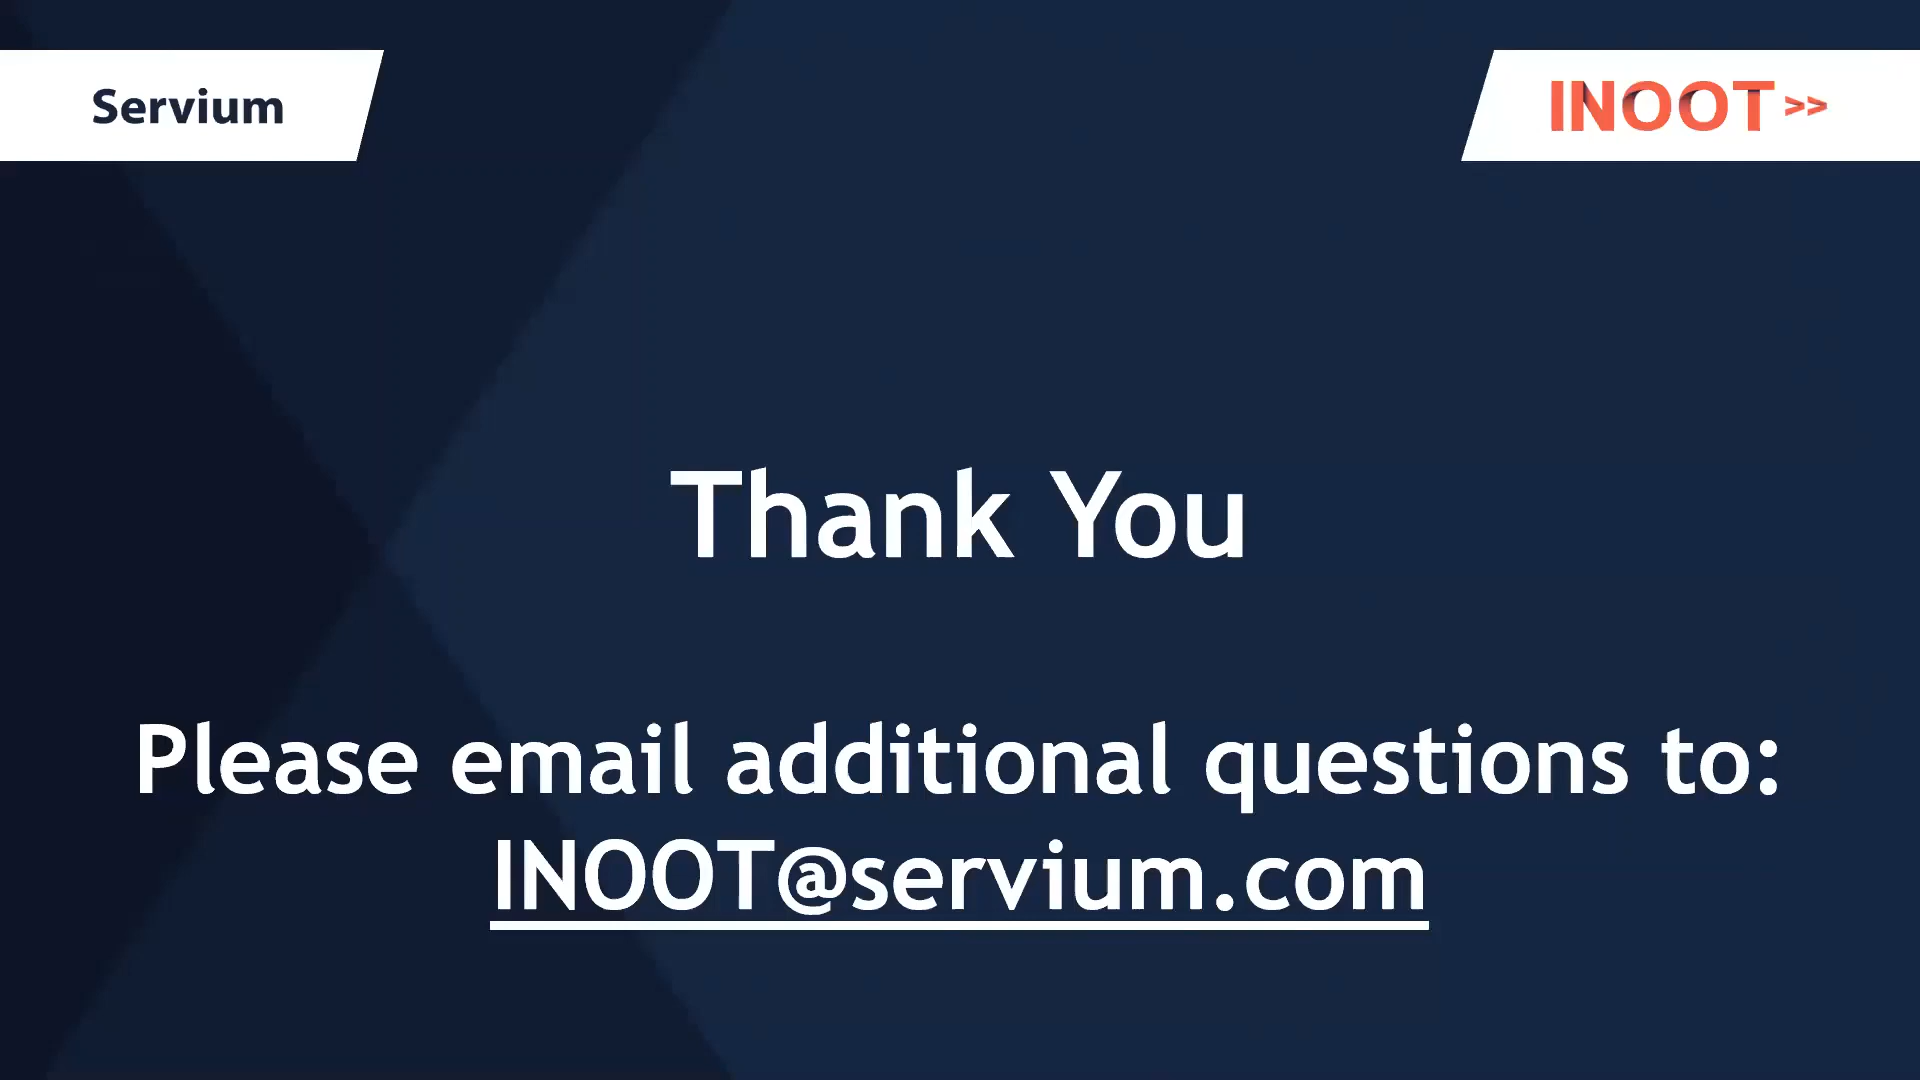 Servium
INOOT >>
Thank You
Please email additional questions to:
INOOT@servium.com